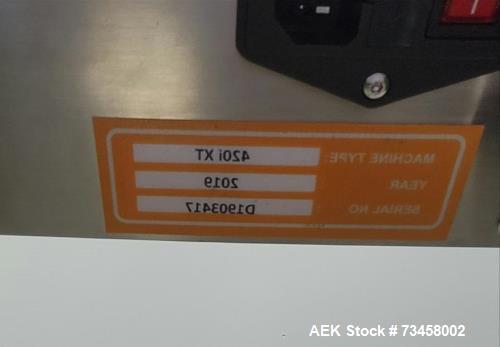 MACHINE TYPE: 420i XT
YEAR 2019
SERIAL NO D1903417
AEK Stock # 73458002